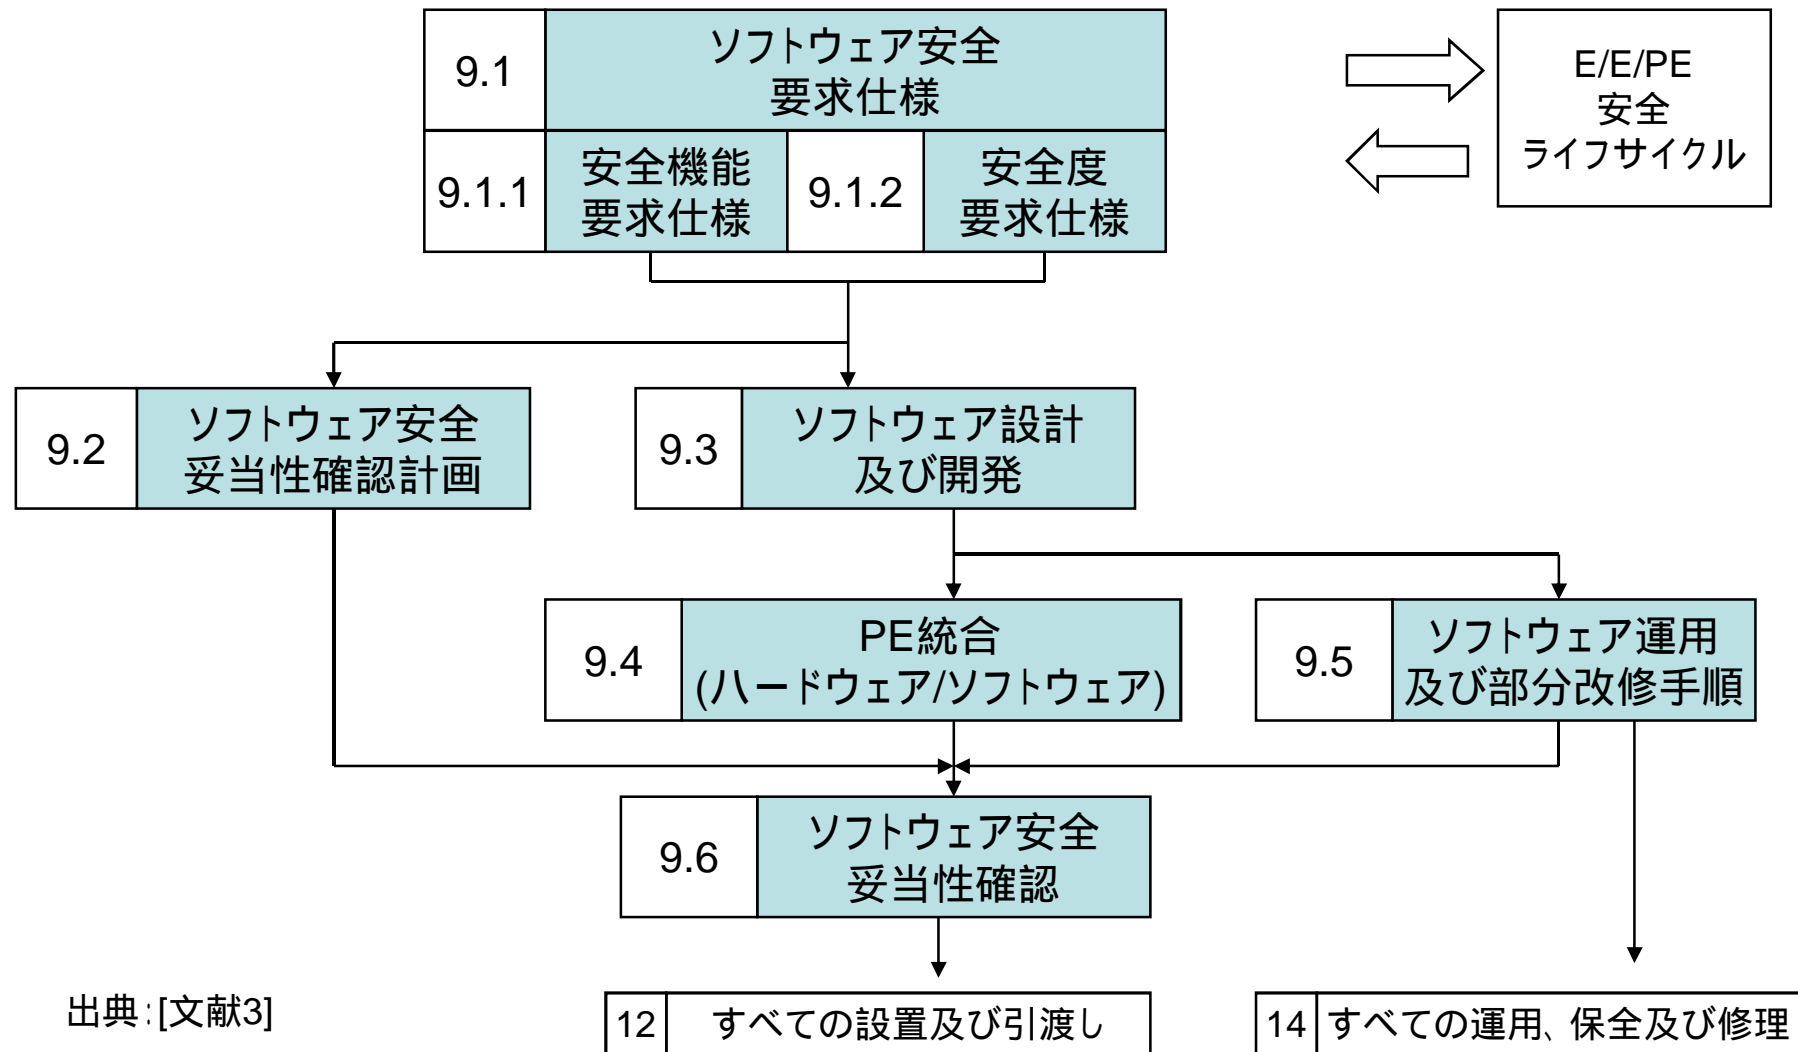 9.1
ソフトウェア安全
要求仕様
E/E/PE
安全
ライフサイクル
9.1.1
安全機能
要求仕様
9.1.2
安全度
要求仕様
9.2
ソフトウェア安全
妥当性確認計画
9.3
ソフトウェア設計
及び開発
9.4
PE統合
(ハードウェア/ソフトウェア)
9.5
ソフトウェア運用
及び部分改修手順
9.6
ソフトウェア安全
妥当性確認
出典:[文献3]
12
すべての設置及び引渡し
14
すべての運用、保全及び修理